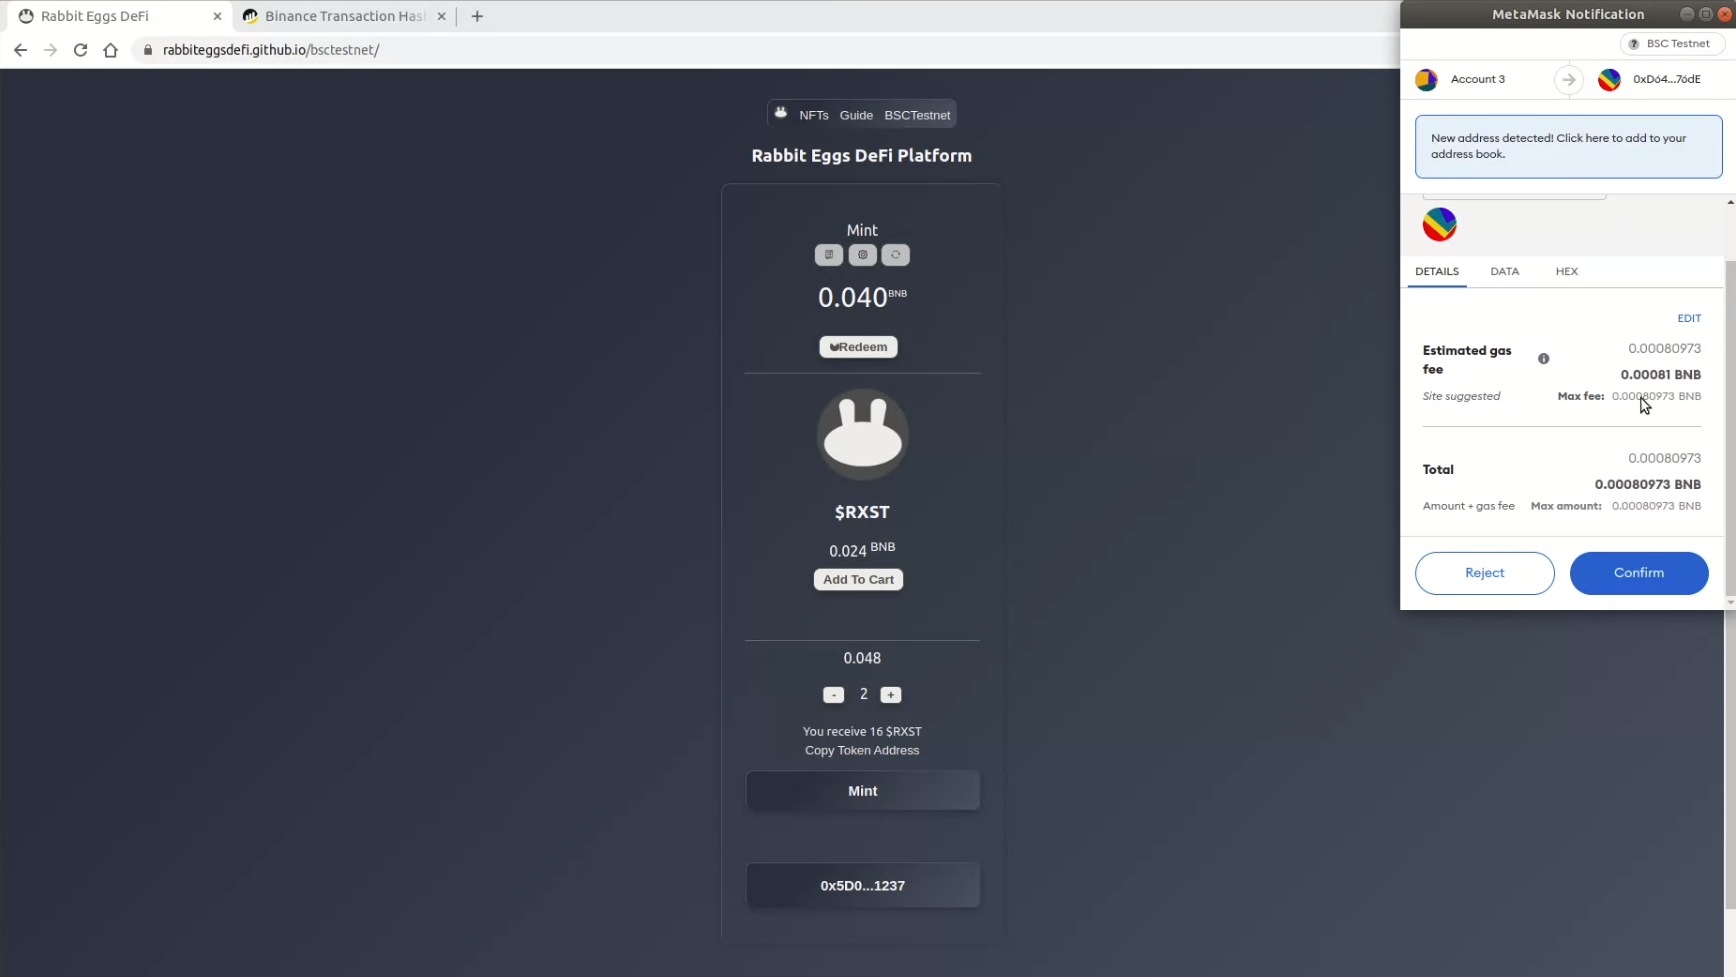 Rabbit Eggs DeFi
Binance Transaction Has
rabbiteggsdefi.github.io/bsctestnet/
NFTs Guide BSCTestnet
Rabbit Eggs DeFi Platform
Mint
0.040 BNB
Redeem
$RXST
0.024 BNB
Add To Cart
0.048
- 2 +
You receive 16 $RXST
Copy Token Address
Mint
0x5D0...1237
MetaMask Notification
BSC Testnet
Account 3
0xD64...76dE
New address detected! Click here to add to your
address book.
DETAILS DATA HEX
EDIT
Estimated gas
fee
0.00080973
0.00081 BNB
Site suggested
Max fee: 0.00080973 BNB
Total
0.00080973
0.00080973 BNB
Amount + gas fee
Max amount: 0.00080973 BNB
Reject
Confirm